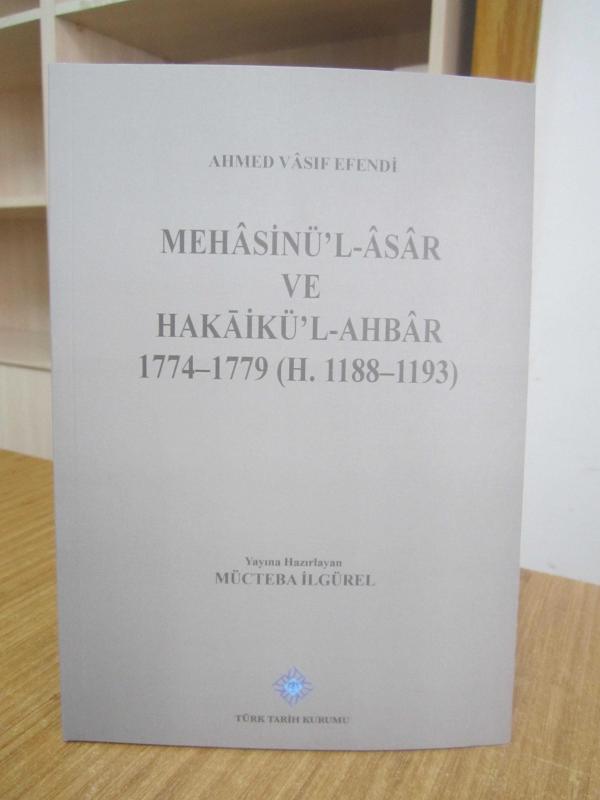 AHMED VÂSIF EFENDİ
MEHÂSİNÜ’L-ÂSÂR
VE
HAKĀİKÜ’L-AHBÂR
1774–1779 (H. 1188–1193)
Yayına Hazırlayan
MÜCTEBA İLGÜREL
TÜRK TARİH KURUMU